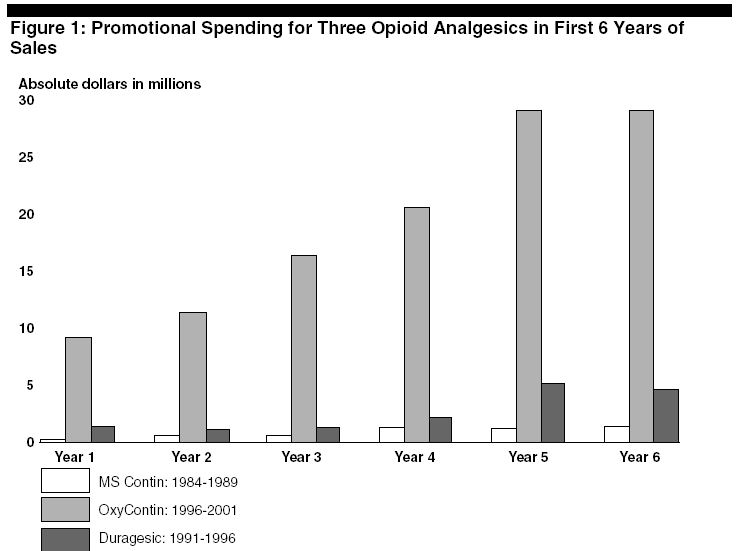 Figure 1: Promotional Spending for Three Opioid Analgesics in First 6 Years of
Sales
Absolute dollars in millions
30
25
20
15
10
5
0
Year 1 Year 2 Year 3 Year 4 Year 5 Year 6
MS Contin: 1984-1989
OxyContin: 1996-2001
Duragesic: 1991-1996